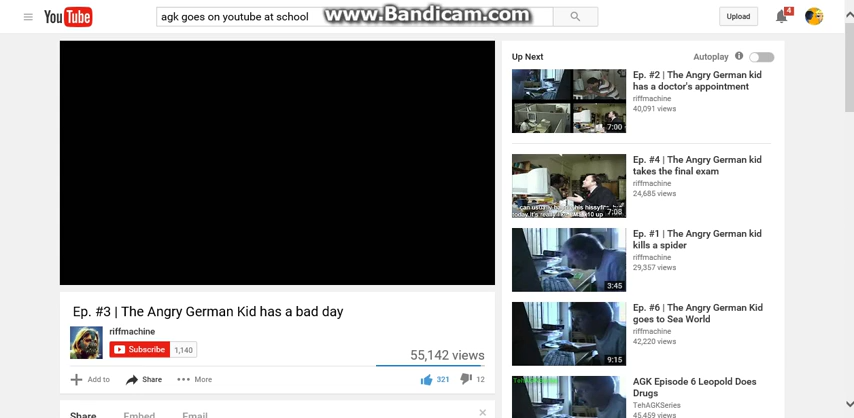 YouTube
agk goes on youtube at school
www.Bandicam.com
Upload
4
Up Next
Autoplay
Ep. #2 | The Angry German kid
has a doctor's appointment
riffmachine
40,091 views
7:00
Ep. #4 | The Angry German kid
takes the final exam
riffmachine
24,685 views
7:08
Ep. #1 | The Angry German kid
kills a spider
riffmachine
29,357 views
3:45
Ep. #6 | The Angry German Kid
goes to Sea World
riffmachine
42,220 views
9:15
AGK Episode 6 Leopold Does
Drugs
TehAGKSeries
45,459 views
Ep. #3 | The Angry German Kid has a bad day
riffmachine
Subscribe 1,140
55,142 views
Add to Share More
321 12
Share Embed Email